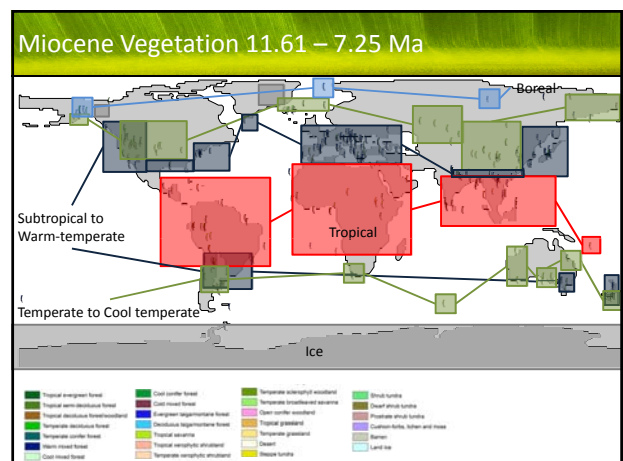 Miocene Vegetation 11.61 – 7.25 Ma
Boreal
Subtropical to
Warm-temperate
Tropical
Temperate to Cool temperate
Ice
Tropical evergreen forest
Tropical semi-deciduous forest
Tropical deciduous forest/woodland
Temperate deciduous forest
Temperate conifer forest
Warm mixed forest
Cool mixed forest
Cool conifer forest
Cold mixed forest
Evergreen taiga/montane forest
Deciduous taiga/montane forest
Tropical savanna
Tropical xerophytic shrubland
Temperate xerophytic shrubland
Temperate sclerophyll woodland
Temperate broadleaved savanna
Open conifer woodland
Tropical grassland
Temperate grassland
Desert
Steppe tundra
Shrub tundra
Dwarf shrub tundra
Prostrate shrub tundra
Cushion-forbs, lichen and moss
Barren
Land ice